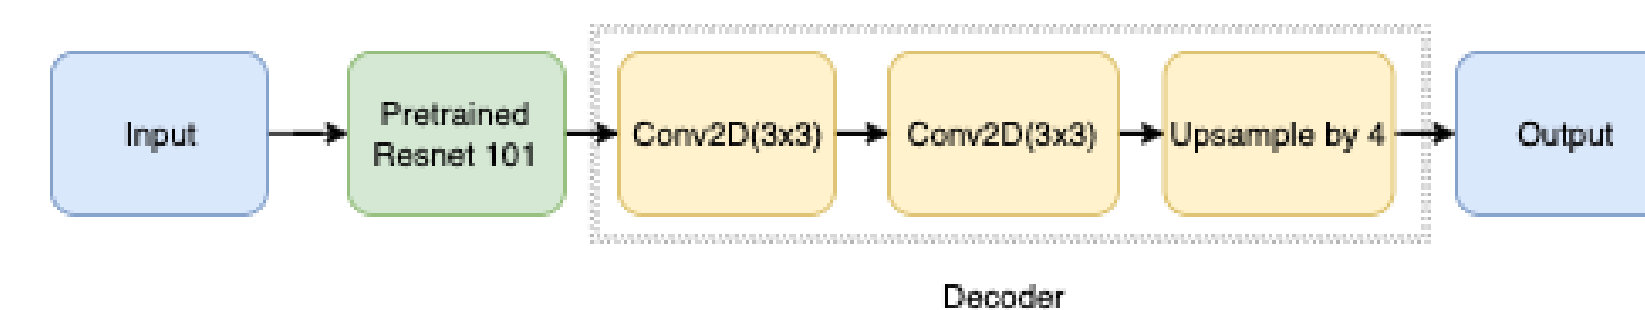 Input
Pretrained
Resnet 101
Conv2D(3x3)
Conv2D(3x3)
Upsample by 4
Output
Decoder